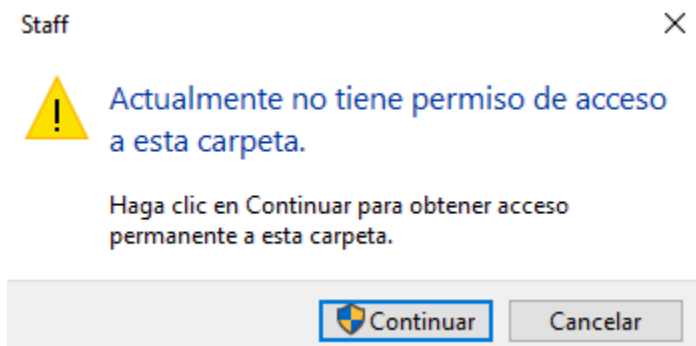 Staff
Actualmente no tiene permiso de acceso
a esta carpeta.
Haga clic en Continuar para obtener acceso
permanente a esta carpeta.
Continuar
Cancelar